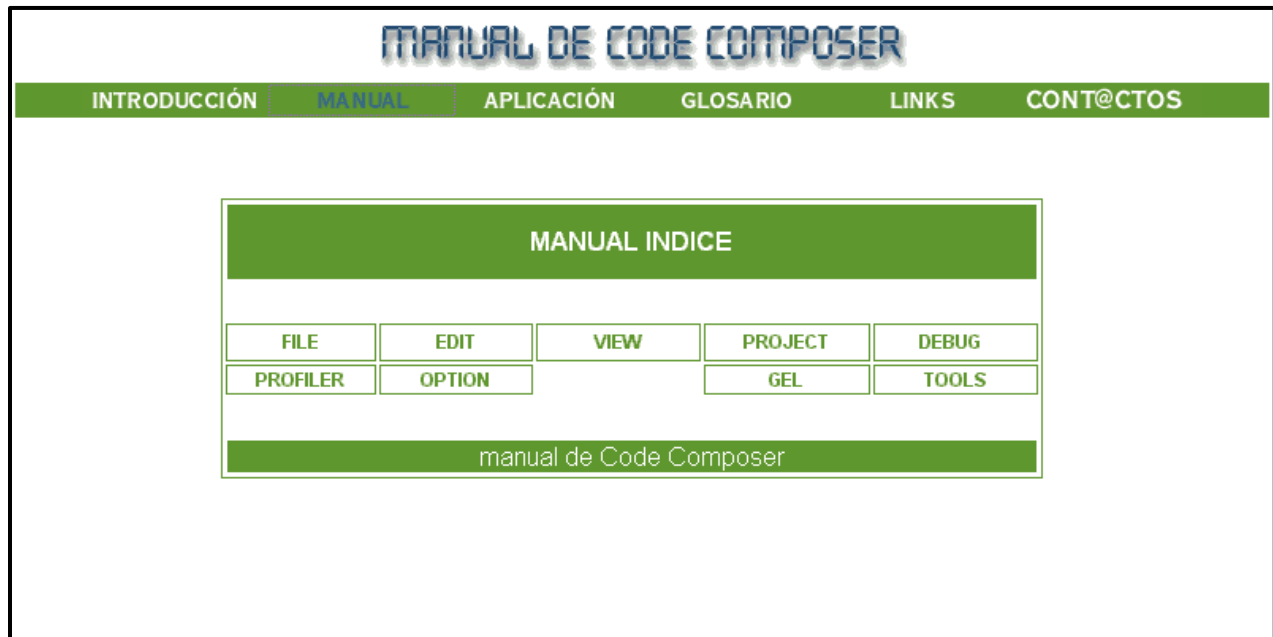 MANUAL DE CODE COMPOSER
INTRODUCCIÓN MANUAL APLICACIÓN GLOSARIO LINKS CONT@CTOS
MANUAL INDICE
FILE EDIT VIEW PROJECT DEBUG
PROFILER OPTION GEL TOOLS
manual de Code Composer